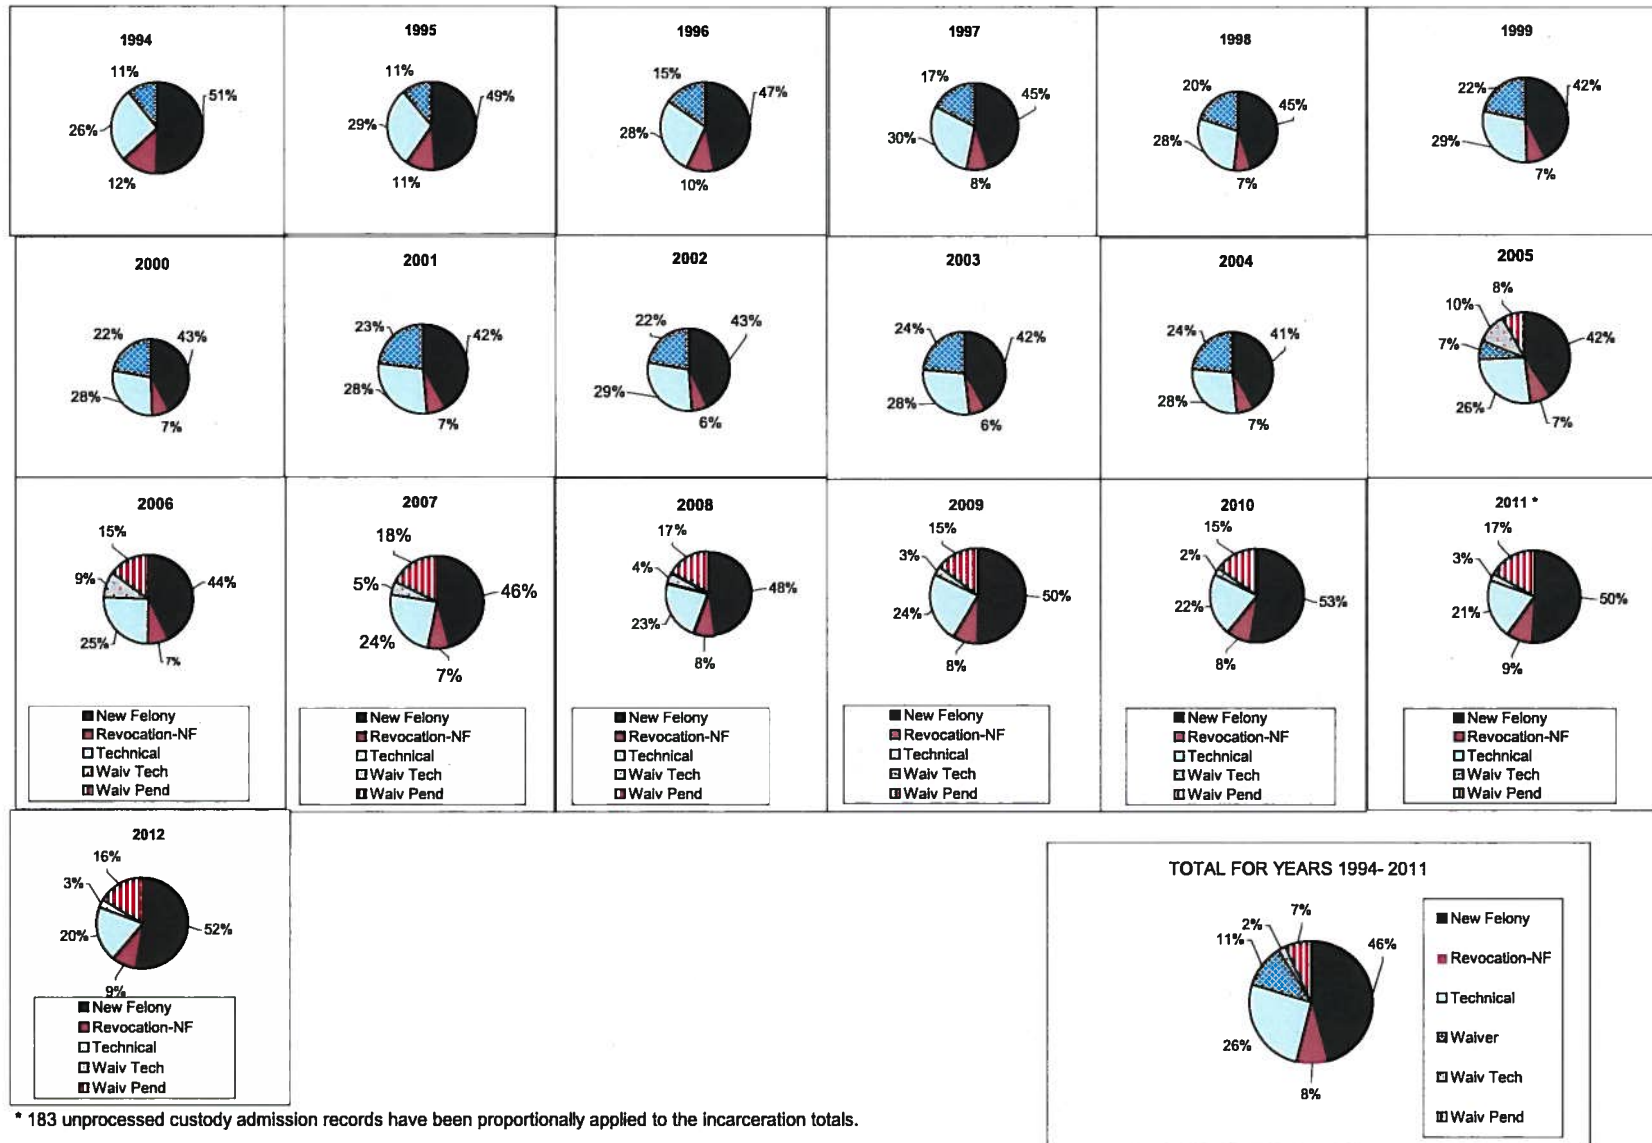 1994
11%
51%
26%
12%
1995
11%
49%
29%
11%
1996
15%
47%
28%
10%
1997
17%
45%
30%
8%
1998
20%
45%
28%
7%
1999
22%
42%
29%
7%
2000
22%
43%
28%
7%
2001
23%
42%
28%
7%
2002
22%
43%
29%
6%
2003
24%
42%
28%
6%
2004
24%
41%
28%
7%
2005
8%
10%
7%
42%
26%
7%
2006
15%
9%
44%
25%
7%
New Felony
Revocation-NF
Technical
Waiv Tech
Waiv Pend
2007
18%
5%
46%
24%
7%
New Felony
Revocation-NF
Technical
Waiv Tech
Waiv Pend
2008
17%
4%
48%
23%
8%
New Felony
Revocation-NF
Technical
Waiv Tech
Waiv Pend
2009
15%
3%
50%
24%
8%
New Felony
Revocation-NF
Technical
Waiv Tech
Waiv Pend
2010
15%
2%
53%
22%
8%
New Felony
Revocation-NF
Technical
Waiv Tech
Waiv Pend
2011 *
17%
3%
50%
21%
9%
New Felony
Revocation-NF
Technical
Waiv Tech
Waiv Pend
2012
16%
3%
52%
20%
9%
New Felony
Revocation-NF
Technical
Waiv Tech
Waiv Pend
TOTAL FOR YEARS 1994- 2011
7%
2%
11%
46%
26%
8%
New Felony
Revocation-NF
Technical
Waiver
Waiv Tech
Waiv Pend
* 183 unprocessed custody admission records have been proportionally applied to the incarceration totals.